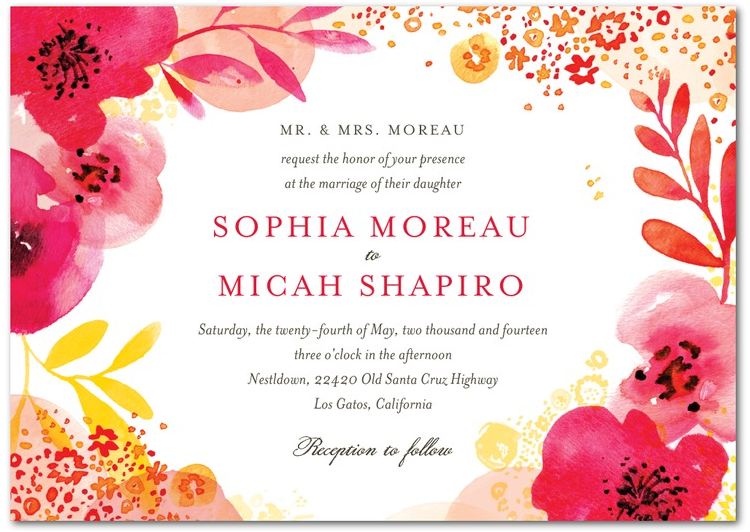 MR. & MRS. MOREAU
request the honor of your presence
at the marriage of their daughter
SOPHIA MOREAU
to
MICAH SHAPIRO
Saturday, the twenty-fourth of May, two thousand and fourteen
three o'clock in the afternoon
Nestldown, 22420 Old Santa Cruz Highway
Los Gatos, California
Reception to follow